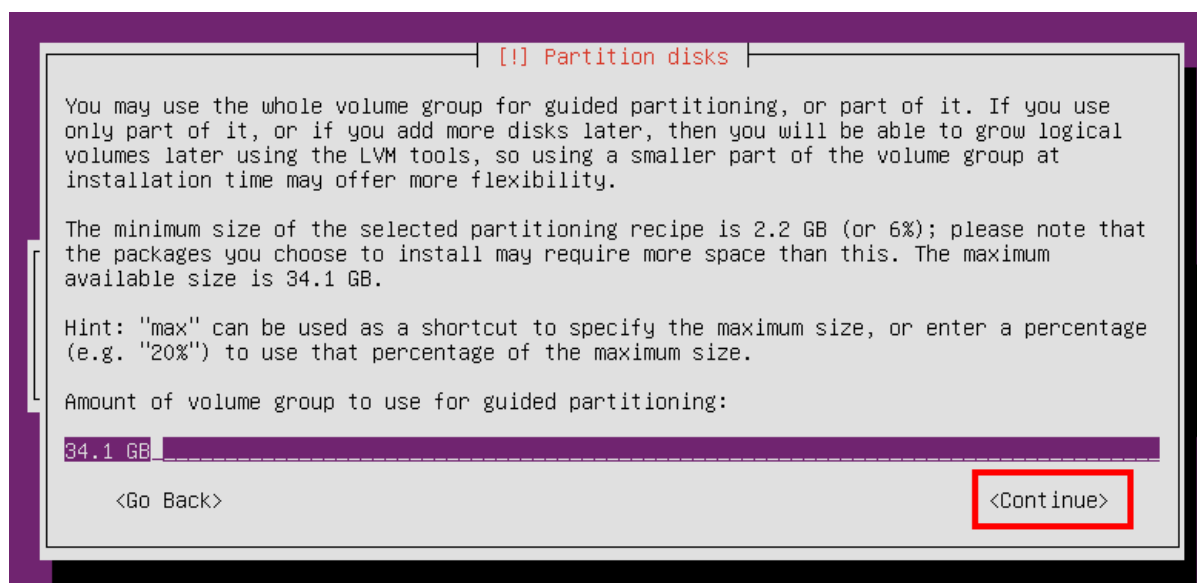 [!] Partition disks
You may use the whole volume group for guided partitioning, or part of it. If you use
only part of it, or if you add more disks later, then you will be able to grow logical
volumes later using the LVM tools, so using a smaller part of the volume group at
installation time may offer more flexibility.
The minimum size of the selected partitioning recipe is 2.2 GB (or 6%); please note that
the packages you choose to install may require more space than this. The maximum
available size is 34.1 GB.
Hint: "max" can be used as a shortcut to specify the maximum size, or enter a percentage
(e.g. "20%") to use that percentage of the maximum size.
Amount of volume group to use for guided partitioning:
34.1 GB
<Go Back> <Continue>